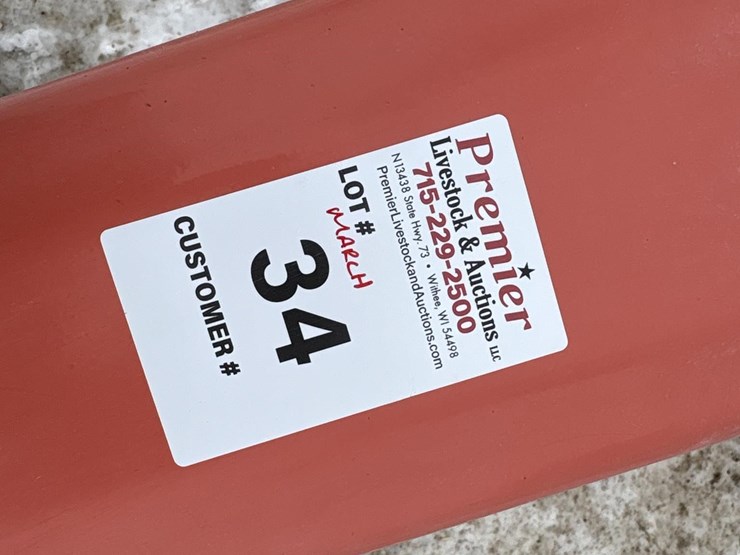 Premier
Livestock & Auctions LLC
715-229-2500
N13438 State Hwy. 73 • Withee, WI 54498
PremierLivestockandAuctions.com
LOT #
MARCH
34
CUSTOMER #